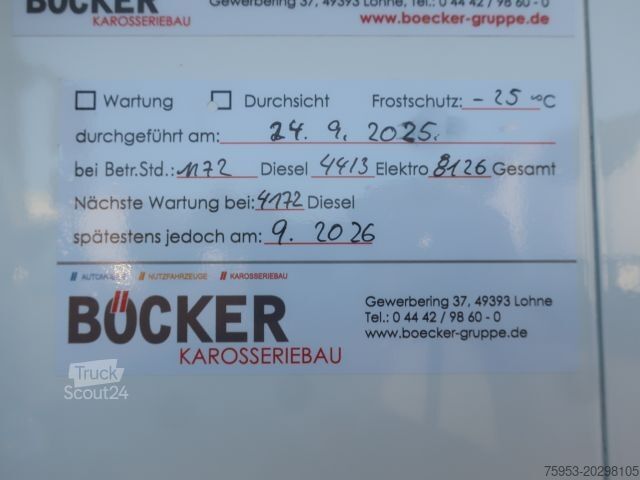 BÖCKER
KAROSSERIEBAU
Gewerbering 37, 49393 Lohne, Tel.: 0 44 42 / 98 60 - 0
www.boecker-gruppe.de
Wartung Durchsicht Frostschutz: - 25 °C
durchgeführt am: 24. 9. 2025.
bei Betr.Std.: 1172 Diesel 4413 Elektro 8126 Gesamt
Nächste Wartung bei: 4172 Diesel
spätestens jedoch am: 9. 2026
// AUTOMOBILE // NUTZFAHRZEUGE // KAROSSERIEBAU
BÖCKER
KAROSSERIEBAU
Gewerbering 37, 49393 Lohne
Tel.: 0 44 42 / 98 60 - 0
www.boecker-gruppe.de
Truck
Scout24
75953-20298105